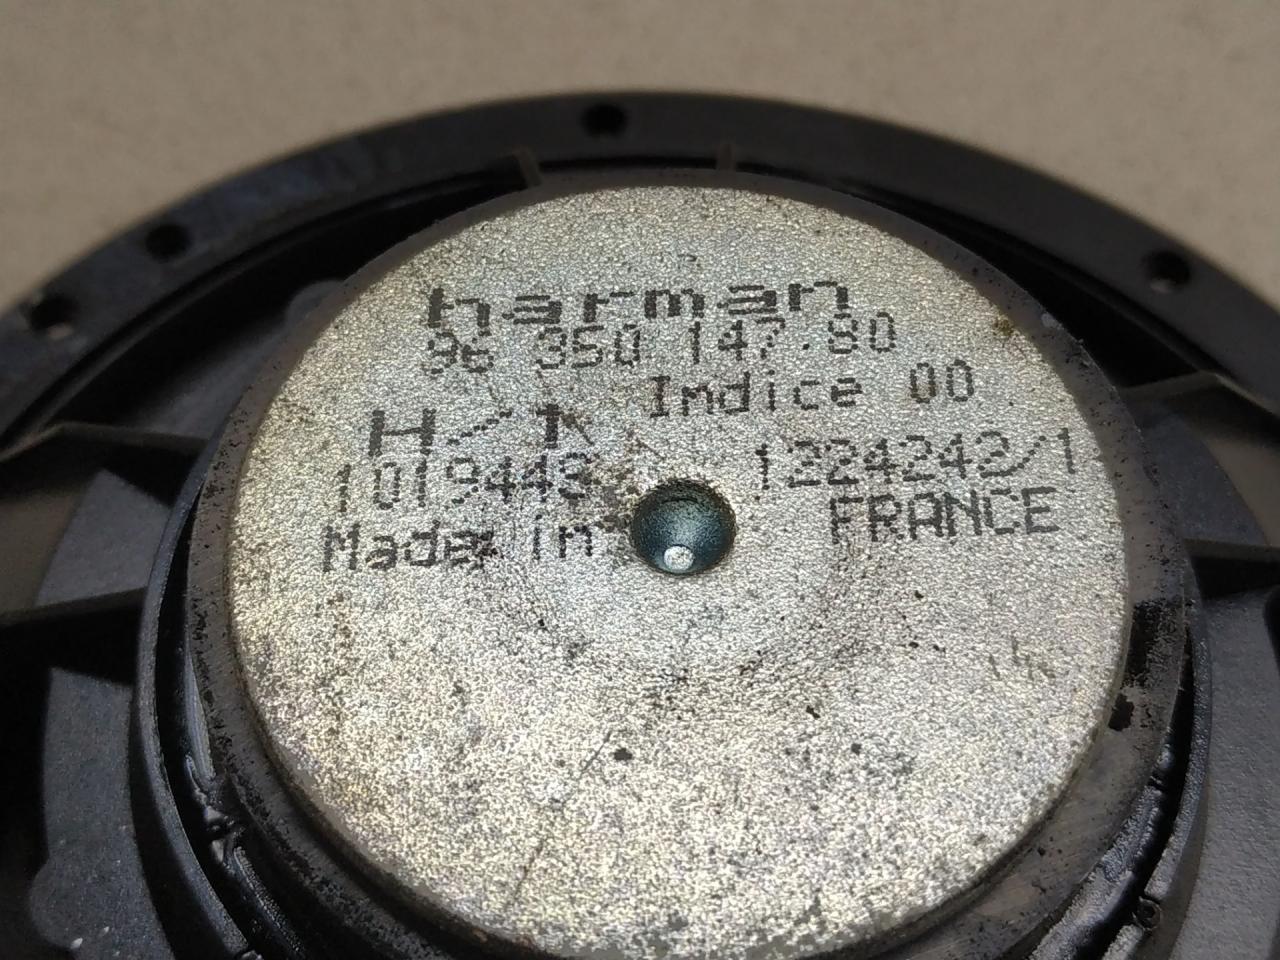 harman
96 350 147.80
Indice 00
H/T
1019443 1224242/1
Made in FRANCE